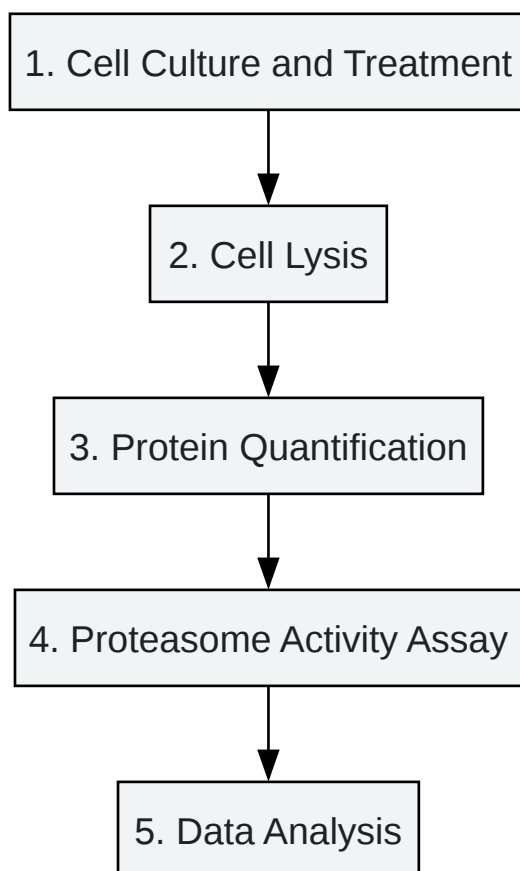 1. Cell Culture and Treatment
2. Cell Lysis
3. Protein Quantification
4. Proteasome Activity Assay
5. Data Analysis